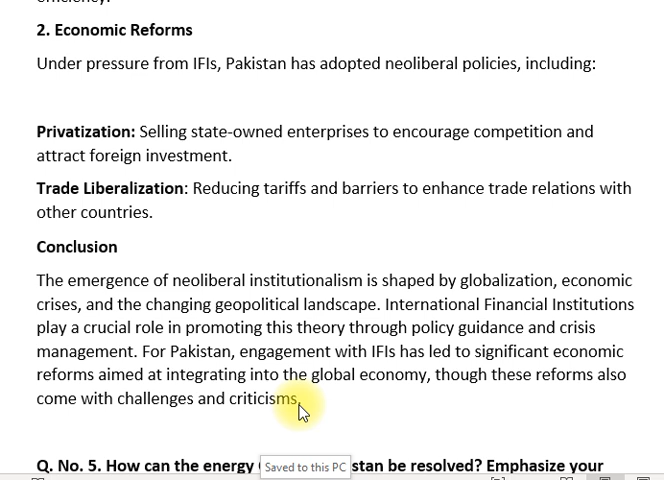 2. Economic Reforms
Under pressure from IFIs, Pakistan has adopted neoliberal policies, including:
Privatization: Selling state-owned enterprises to encourage competition and
attract foreign investment.
Trade Liberalization: Reducing tariffs and barriers to enhance trade relations with
other countries.
Conclusion
The emergence of neoliberal institutionalism is shaped by globalization, economic
crises, and the changing geopolitical landscape. International Financial Institutions
play a crucial role in promoting this theory through policy guidance and crisis
management. For Pakistan, engagement with IFIs has led to significant economic
reforms aimed at integrating into the global economy, though these reforms also
come with challenges and criticisms.
Q. No. 5. How can the energy stan be resolved? Emphasize your
Saved to this PC